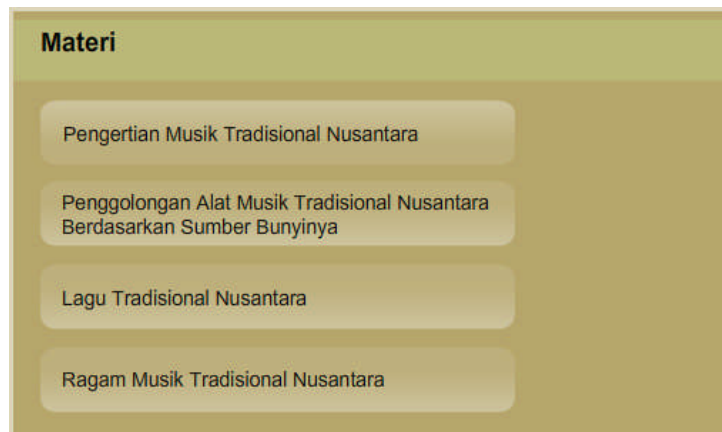 Materi
Pengertian Musik Tradisional Nusantara
Penggolongan Alat Musik Tradisional Nusantara
Berdasarkan Sumber Bunyinya
Lagu Tradisional Nusantara
Ragam Musik Tradisional Nusantara